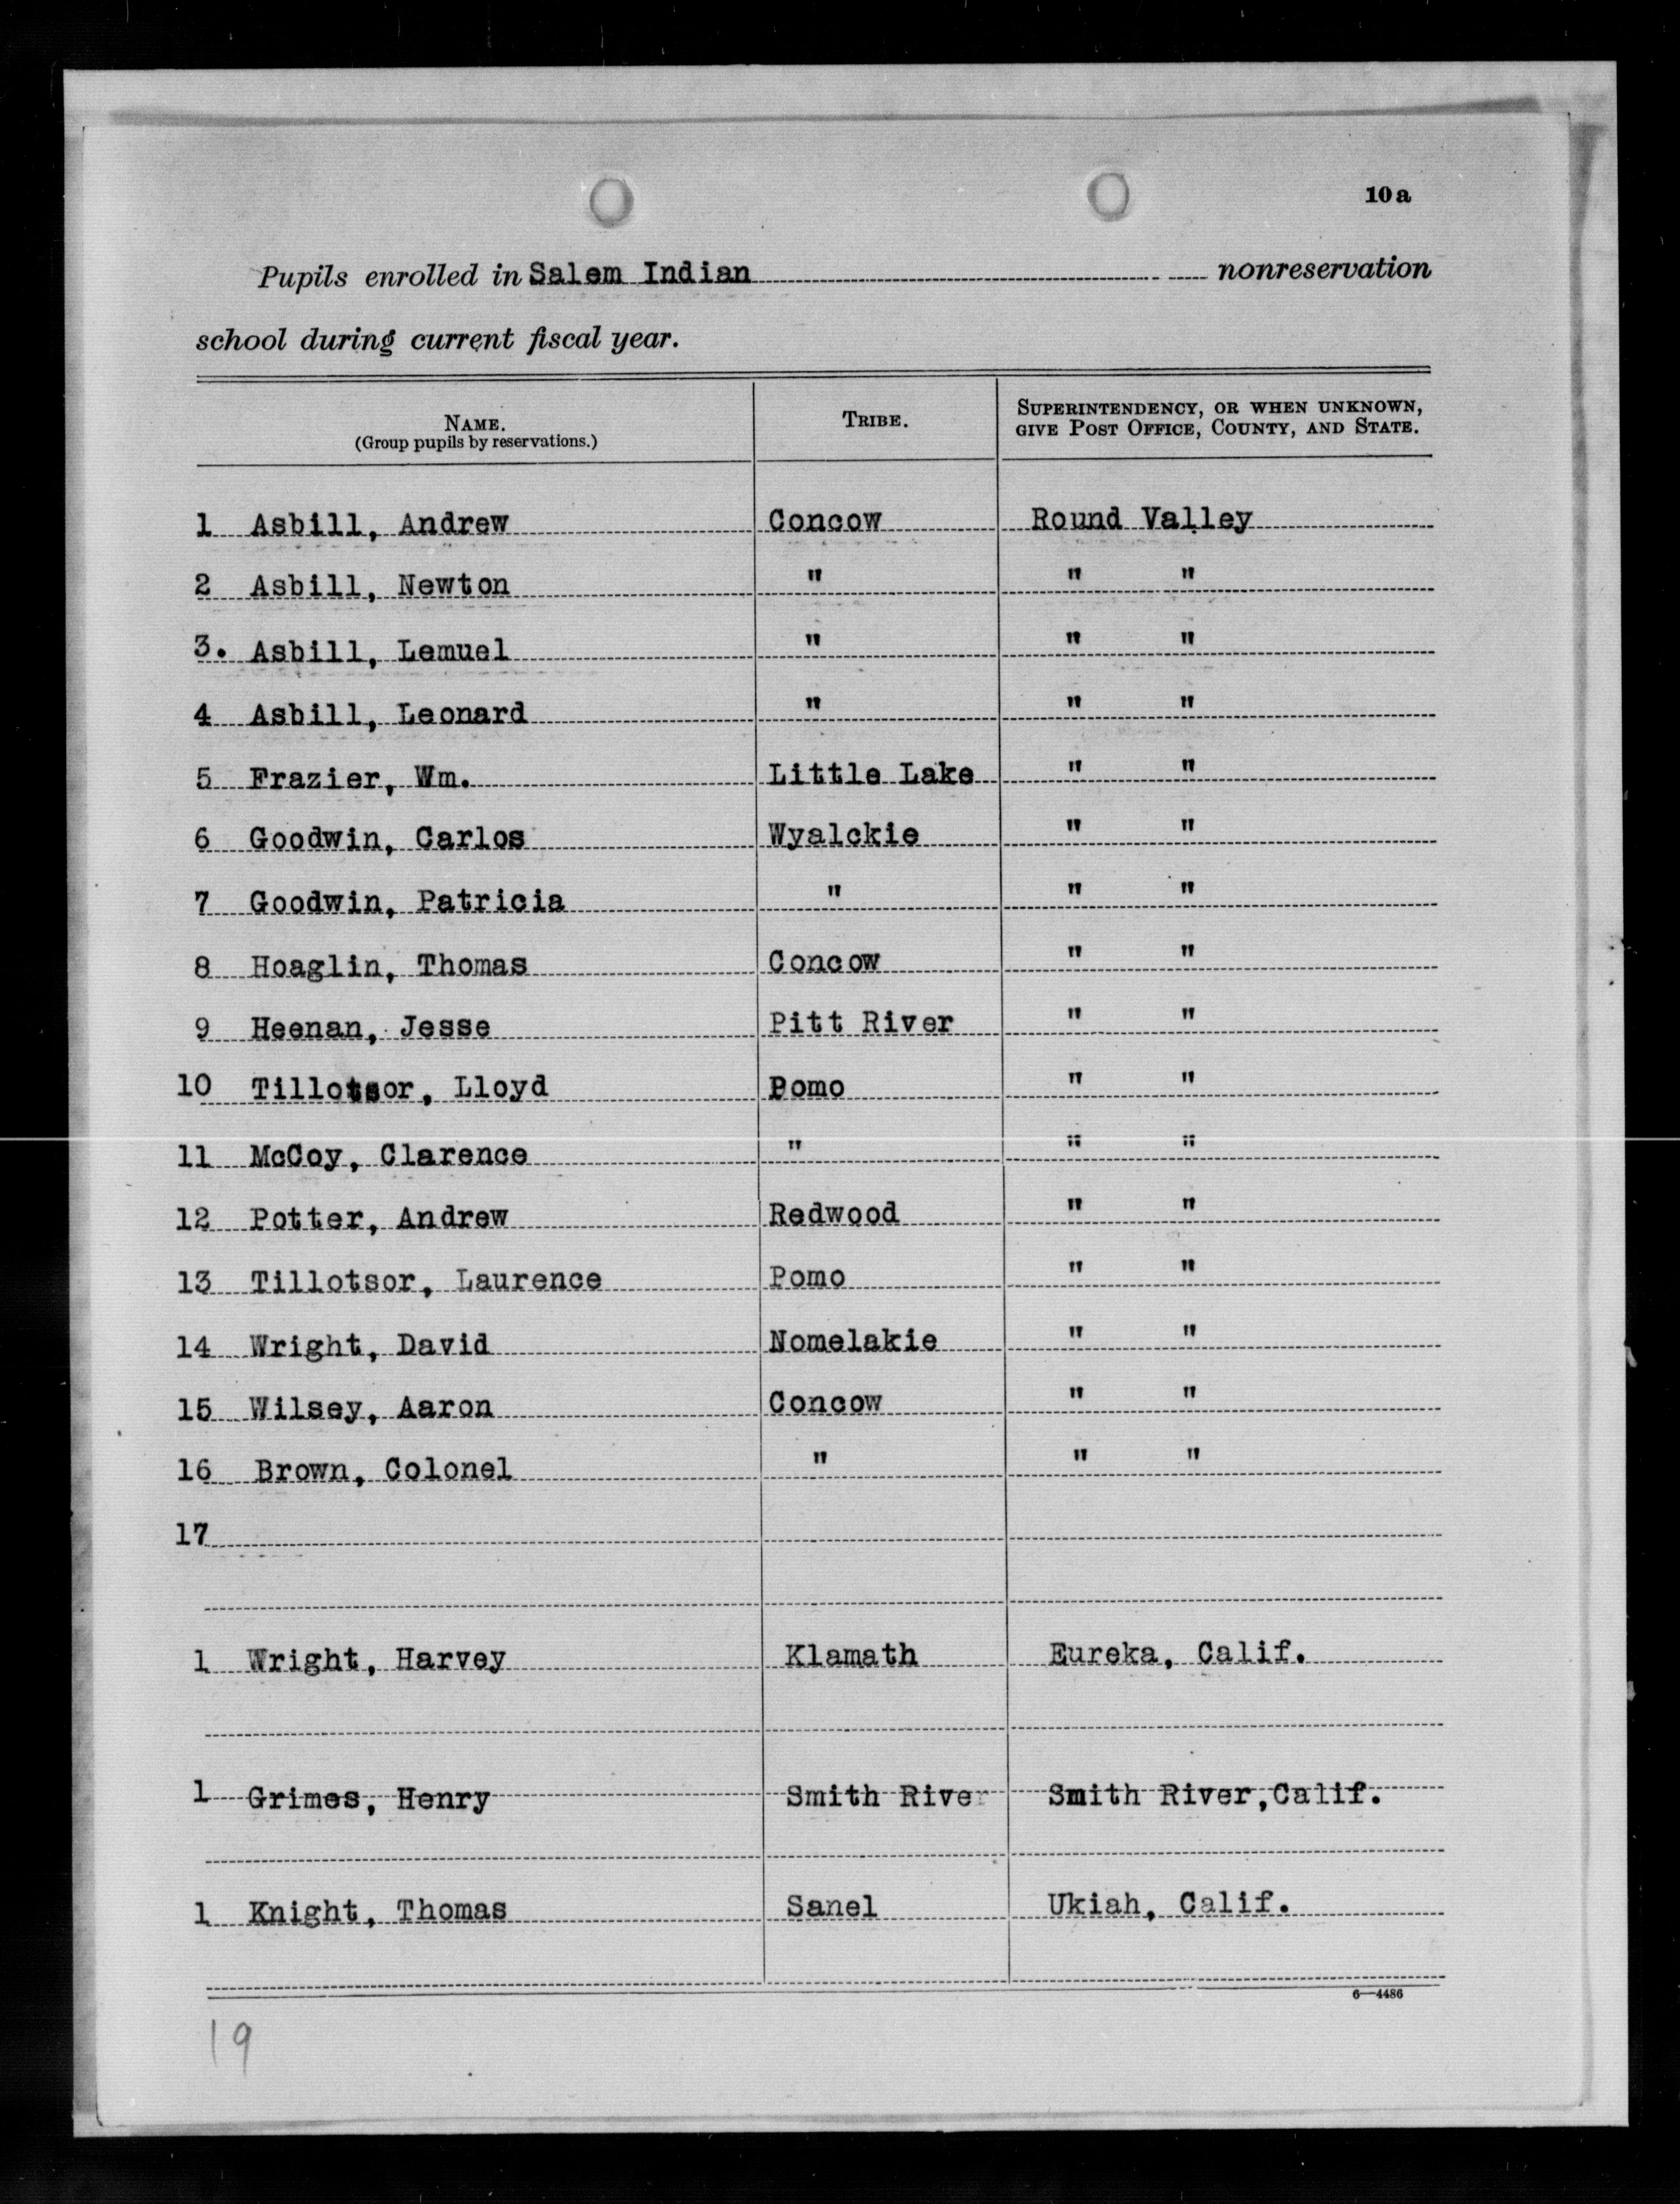 10a
Pupils enrolled in Salem Indian nonreservation
school during current fiscal year.
NAME. TRIBE. SUPERINTENDENCY, OR WHEN UNKNOWN,
(Group pupils by reservations.) GIVE POST OFFICE, COUNTY, AND STATE.
1 Asbill, Andrew Concow Round Valley
2 Asbill, Newton " " "
3. Asbill, Lemuel " " "
4 Asbill, Leonard " " "
5 Frazier, Wm. Little Lake " "
6 Goodwin, Carlos Wyalckie " "
7 Goodwin, Patricia " " "
8 Hoaglin, Thomas Concow " "
9 Heenan, Jesse Pitt River " "
10 Tillotsor, Lloyd Pomo " "
11 McCoy, Clarence " " "
12 Potter, Andrew Redwood " "
13 Tillotsor, Laurence Pomo " "
14 Wright, David Nomelakie " "
15 Wilsey, Aaron Concow " "
16 Brown, Colonel " " "
17
1 Wright, Harvey Klamath Eureka, Calif.
1 Grimes, Henry Smith River Smith River,Calif.
1 Knight, Thomas Sanel Ukiah, Calif.
6—4486
19